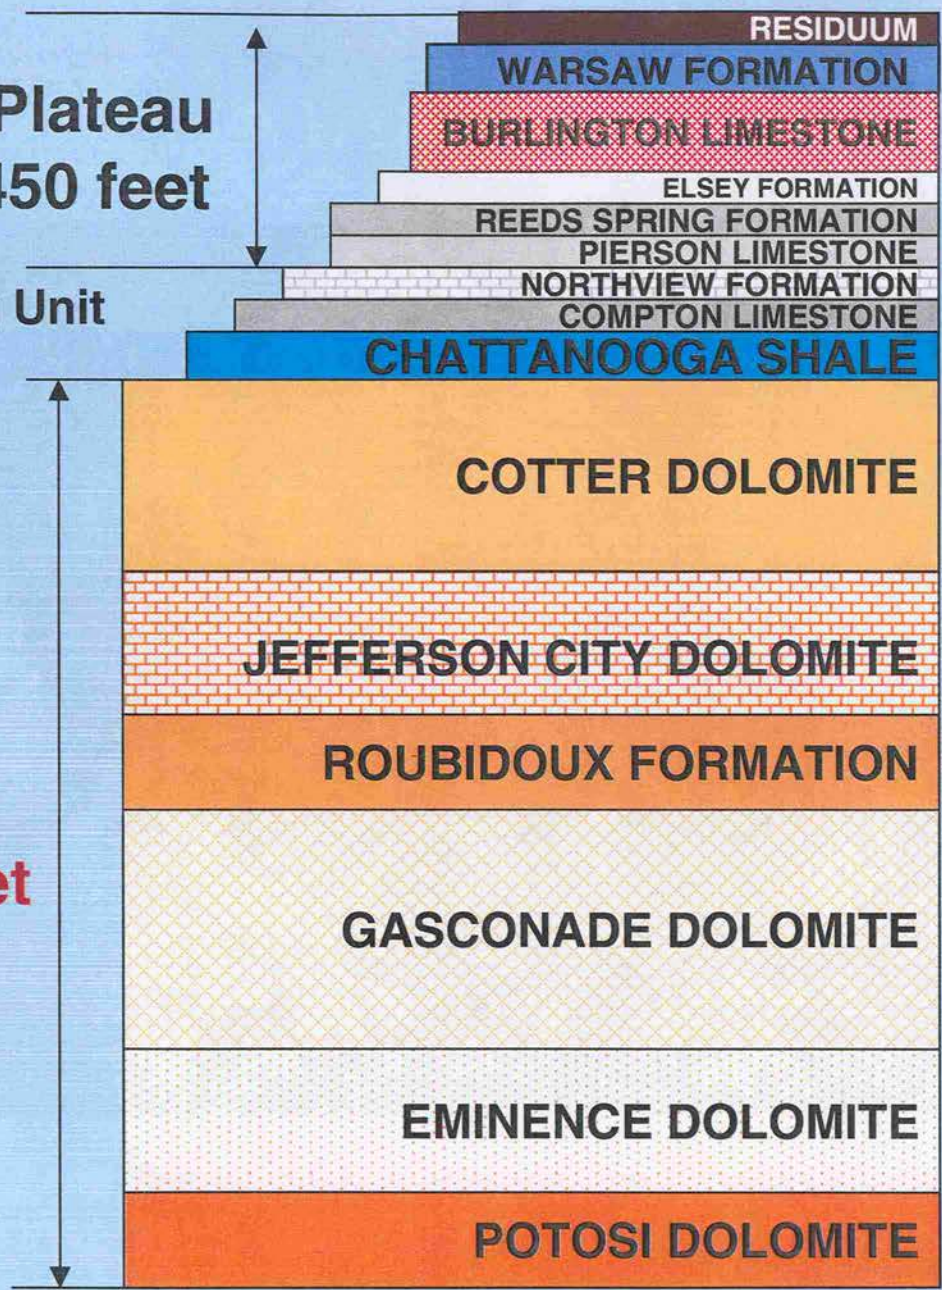 RESIDUUM
WARSAW FORMATION
Plateau
BURLINGTON LIMESTONE
450 feet
ELSEY FORMATION
REEDS SPRING FORMATION
PIERSON LIMESTONE
NORTHVIEW FORMATION
Unit
COMPTON LIMESTONE
CHATTANOOGA SHALE
COTTER DOLOMITE
JEFFERSON CITY DOLOMITE
ROUBIDOUX FORMATION
et
GASCONADE DOLOMITE
EMINENCE DOLOMITE
POTOSI DOLOMITE